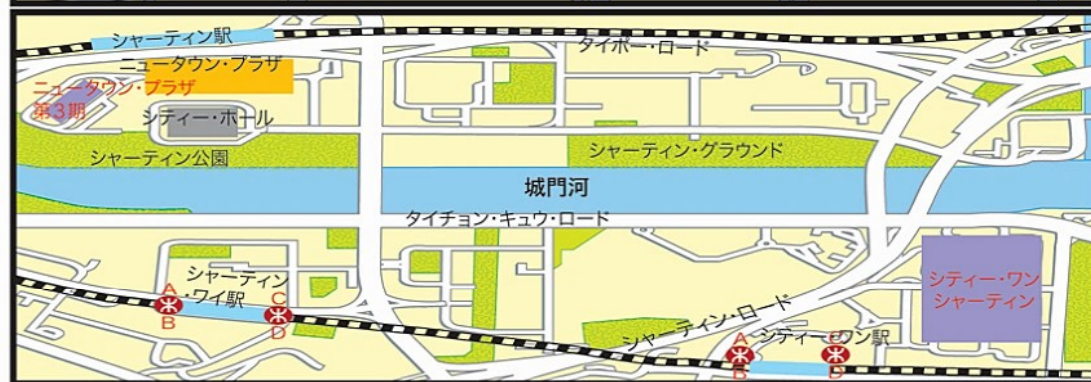 シャーティン駅
タイポー・ロード
ニュータウン・プラザ
ニュータウン・プラザ
第3期
シティー・ホール
シャーティン公園
シャーティン・グラウンド
城門河
タイチョン・キュウ・ロード
シャーティン
・ワイ駅
A
B
C
D
シティー・ワン
シャーティン
シャーティン・ロード
シティー・ワン駅
A
B
C
D